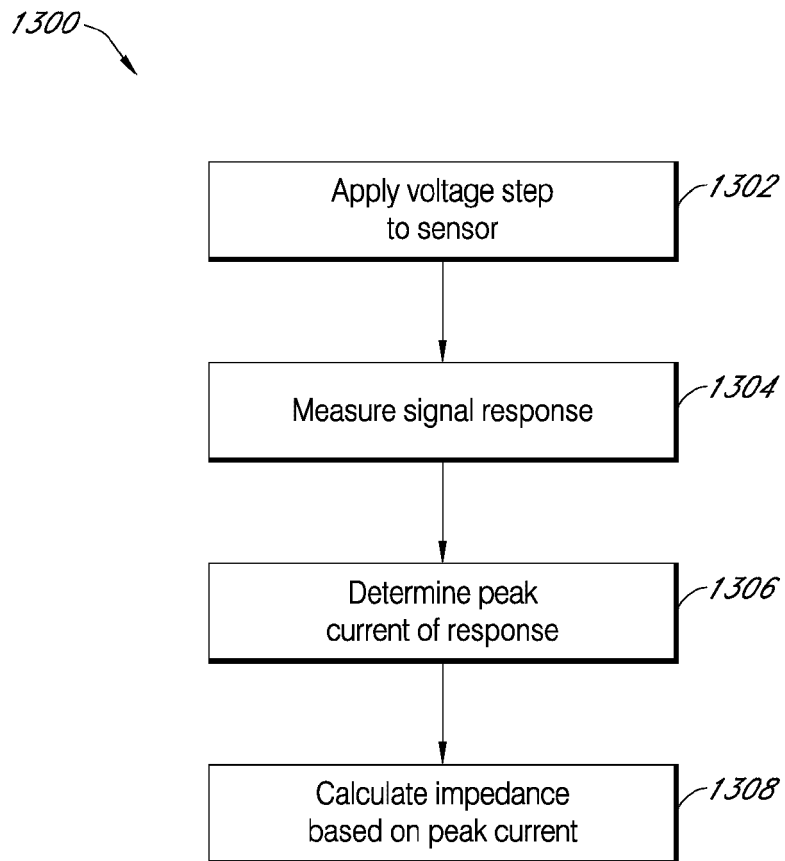 1300
Apply voltage step
to sensor
1302
Measure signal response
1304
Determine peak
current of response
1306
Calculate impedance
based on peak current
1308